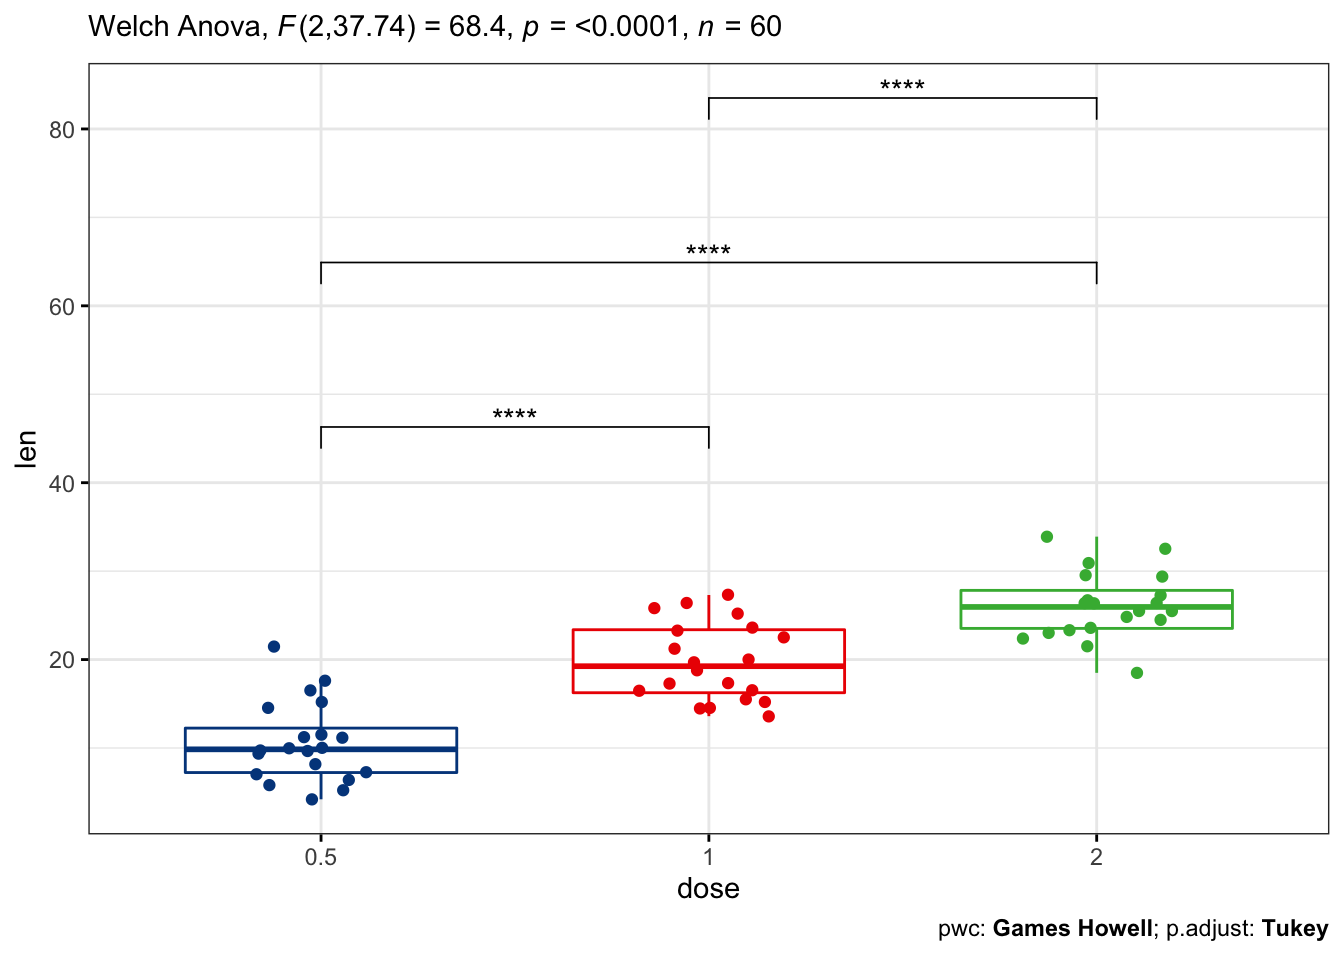 Welch Anova, F(2,37.74) = 68.4, p = <0.0001, n = 60
****
80
****
60
****
len
40
20
0.5 1 2
dose
pwc: Games Howell; p.adjust: Tukey